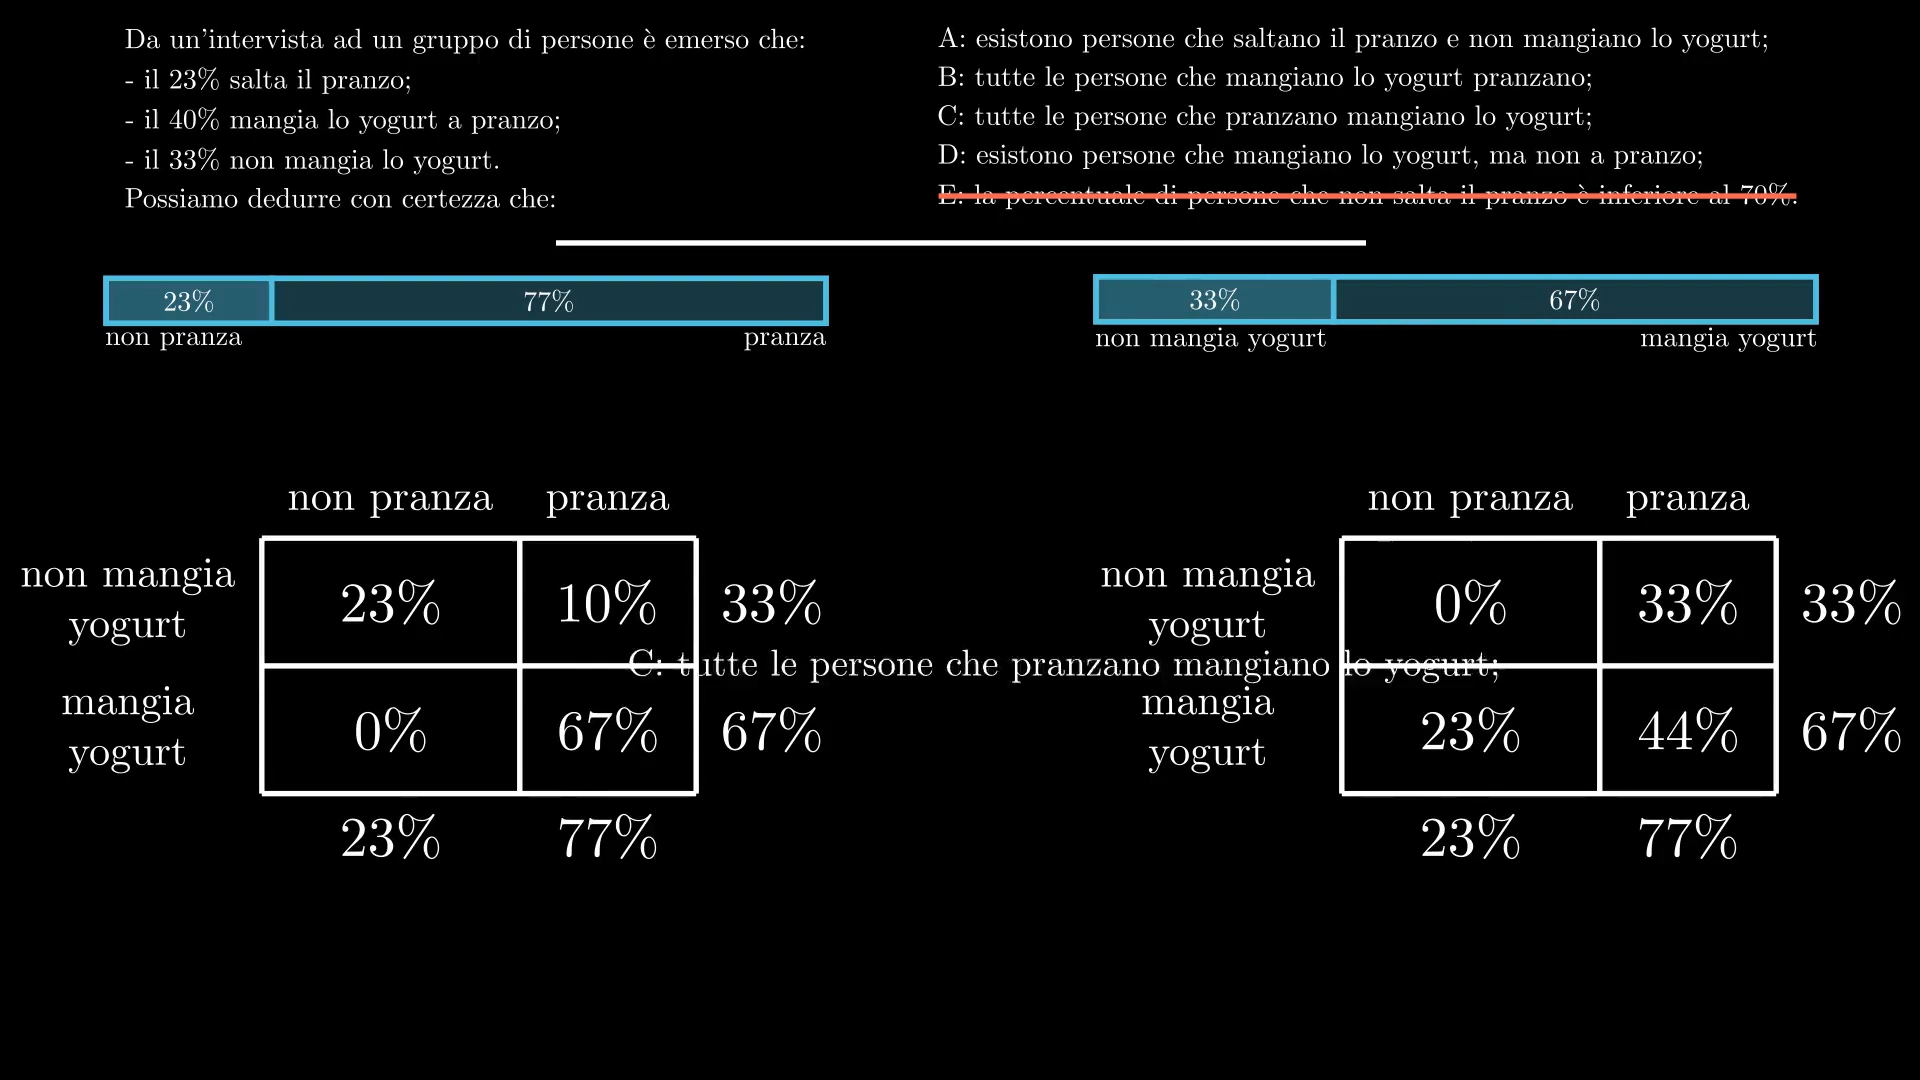 Da un'intervista ad un gruppo di persone è emerso che:
- il 23% salta il pranzo;
- il 40% mangia lo yogurt a pranzo;
- il 33% non mangia lo yogurt.
Possiamo dedurre con certezza che:
A: esistono persone che saltano il pranzo e non mangiano lo yogurt;
B: tutte le persone che mangiano lo yogurt pranzano;
C: tutte le persone che pranzano mangiano lo yogurt;
D: esistono persone che mangiano lo yogurt, ma non a pranzo;
E: la percentuale di persone che non salta il pranzo è inferiore al 70%.
23% 77%
non pranza pranza
33% 67%
non mangia yogurt mangia yogurt
non pranza pranza
non mangia
yogurt
23% 10% 33%
mangia
yogurt
0% 67% 67%
23% 77%
C: tutte le persone che pranzano mangiano lo yogurt;
non pranza pranza
non mangia
yogurt
0% 33% 33%
mangia
yogurt
23% 44% 67%
23% 77%